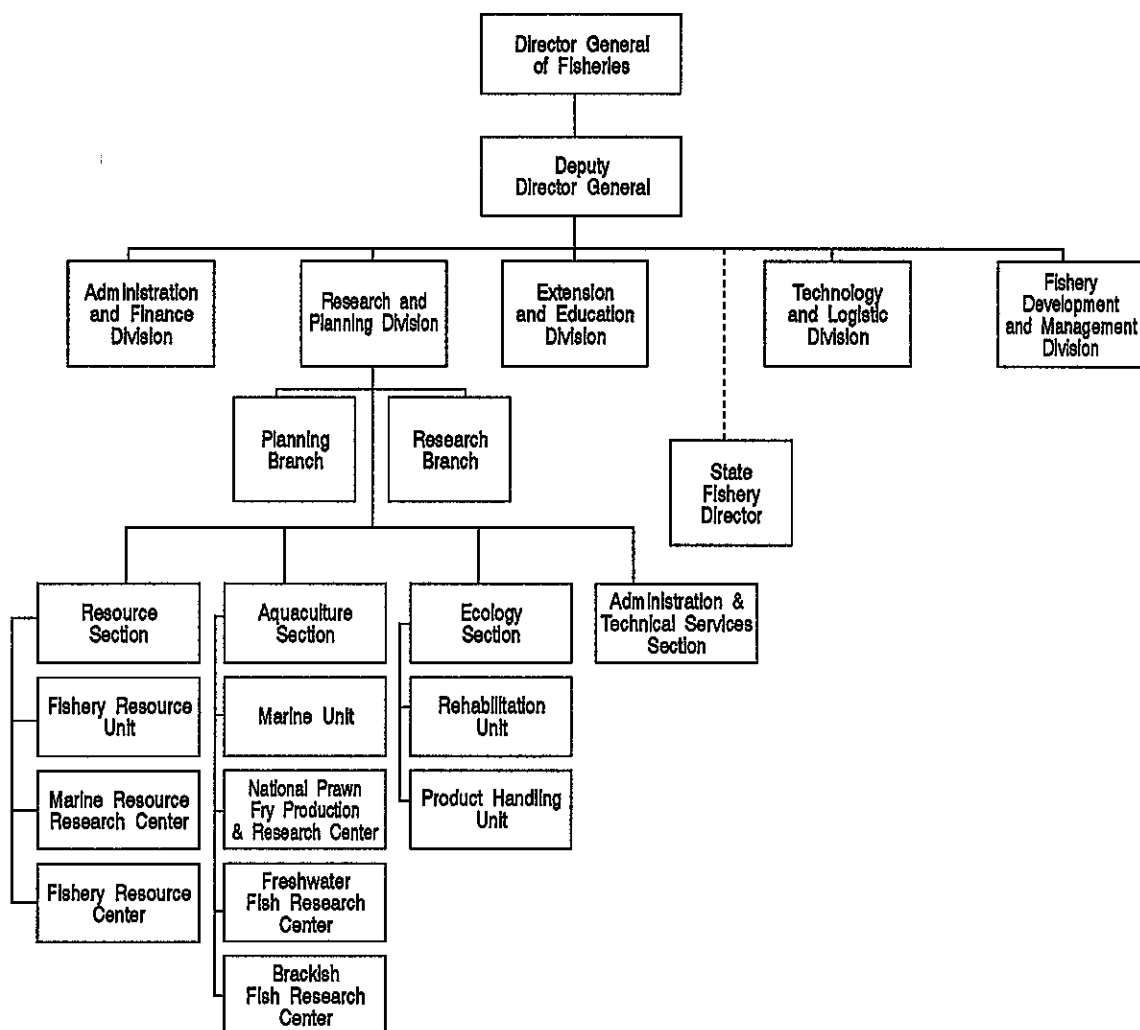 Director General
of Fisheries
Deputy
Director General
Administration
and Finance
Division
Research and
Planning Division
Extension
and Education
Division
Technology
and Logistic
Division
Fishery
Development
and Management
Division
Planning
Branch
Research
Branch
State
Fishery
Director
Resource
Section
Aquaculture
Section
Ecology
Section
Administration &
Technical Services
Section
Fishery Resource
Unit
Marine Unit
Rehabilitation
Unit
Marine Resource
Research Center
National Prawn
Fry Production
& Research Center
Product Handling
Unit
Fishery Resource
Center
Freshwater
Fish Research
Center
Brackish
Fish Research
Center